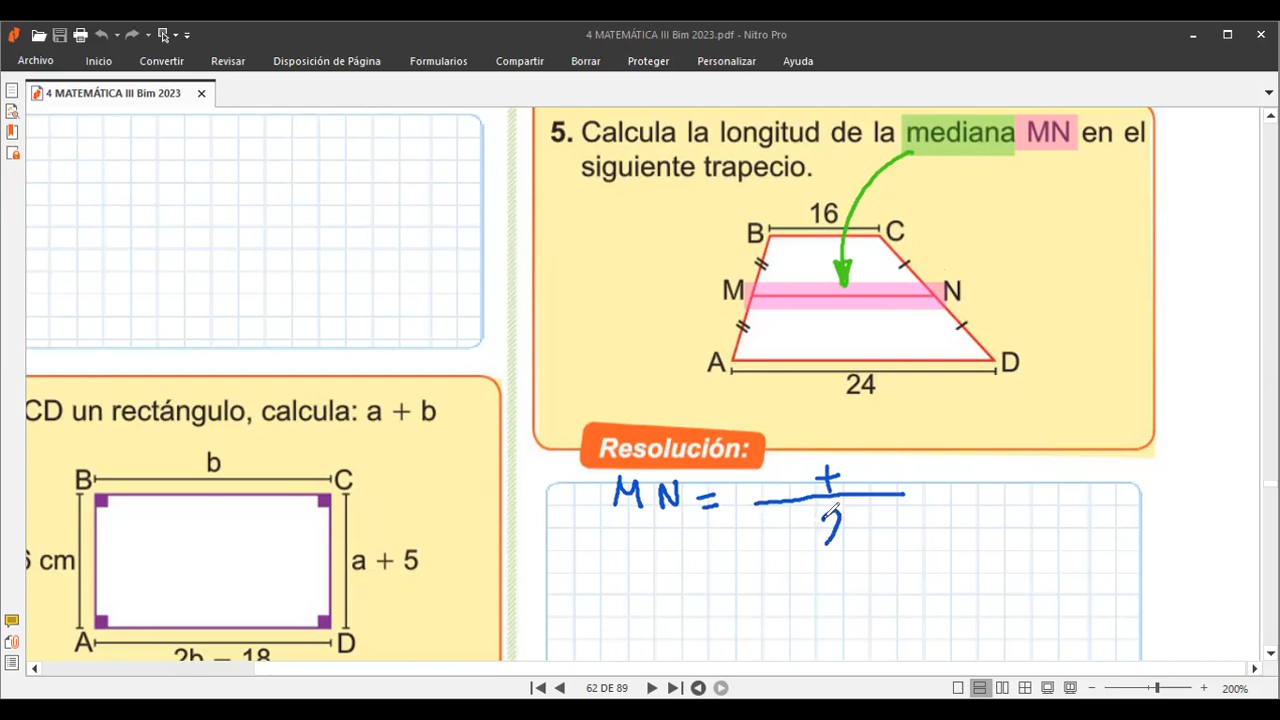 4 MATEMÁTICA III Bim 2023.pdf - Nitro Pro
Archivo Inicio Convertir Revisar Disposición de Página Formularios Compartir Borrar Proteger Personalizar Ayuda
4 MATEMÁTICA III Bim 2023
5. Calcula la longitud de la mediana MN en el
siguiente trapecio.
16
B C
M N
A D
24
Resolución:
MN = +
2
CD un rectángulo, calcula: a + b
b
B C
6 cm a + 5
A D
2b − 18
62 DE 89
200%